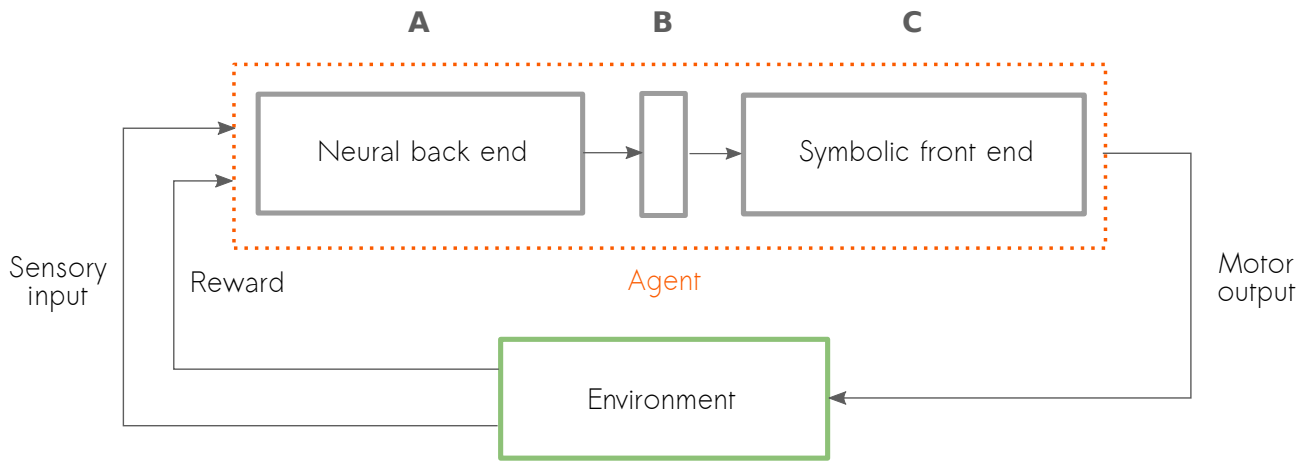 A B C
Neural back end
Symbolic front end
Sensory
input
Reward
Agent
Motor
output
Environment